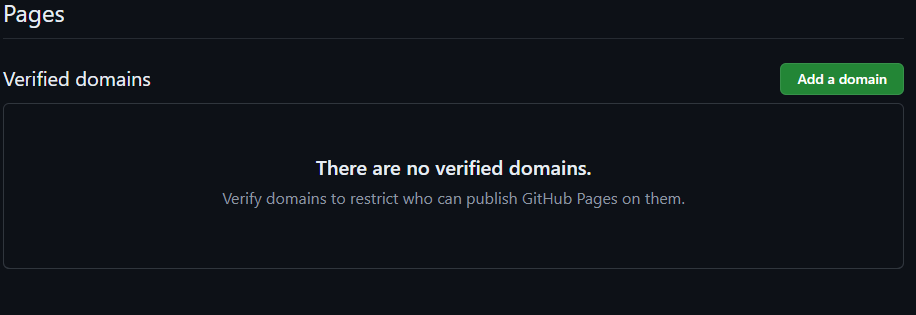 Pages
Verified domains
Add a domain
There are no verified domains.
Verify domains to restrict who can publish GitHub Pages on them.